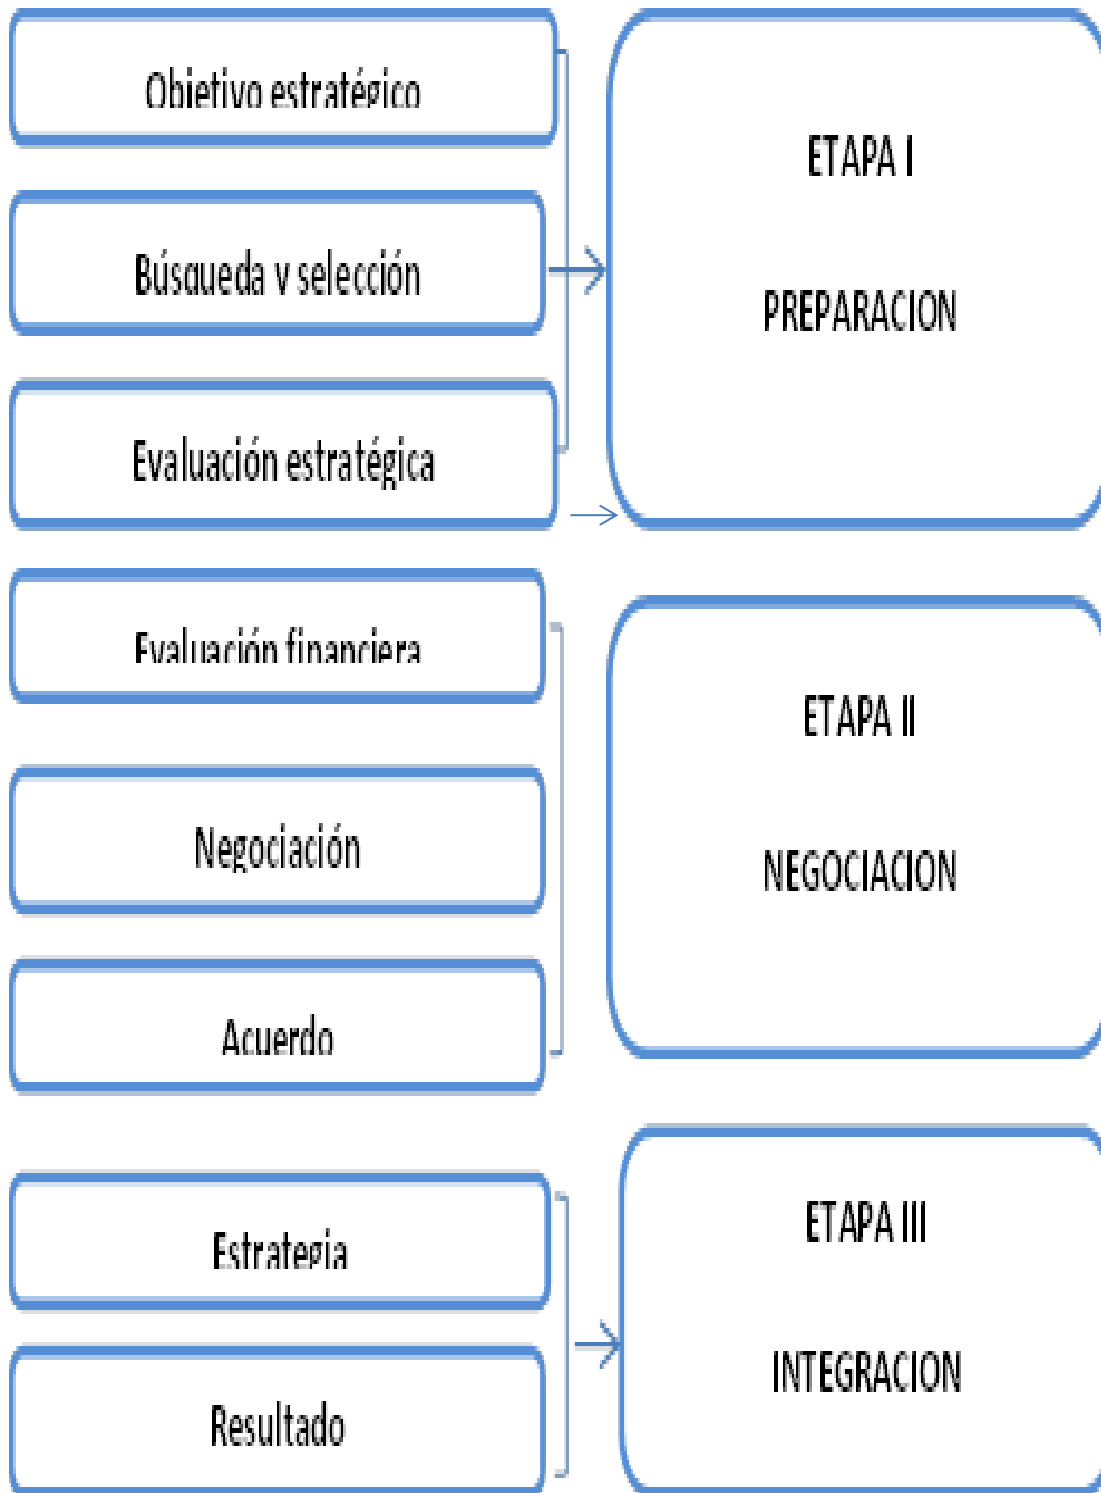 Objetivo estratégico
Búsqueda y selección
Evaluación estratégica
ETAPA I
PREPARACION
Evaluación financiera
Negociación
Acuerdo
ETAPA II
NEGOCIACION
Estrategia
Resultado
ETAPA III
INTEGRACION